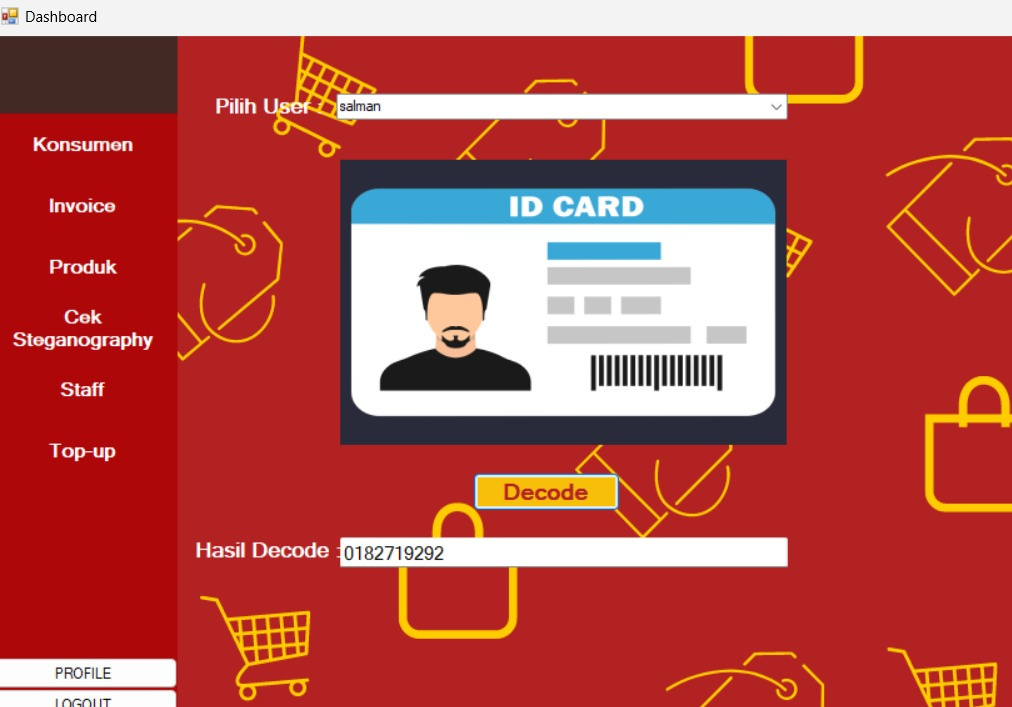 Dashboard
Pilih User :
salman
Konsumen
Invoice
Produk
Cek
Steganography
Staff
Top-up
ID CARD
Decode
Hasil Decode :
0182719292
PROFILE
LOGOUT